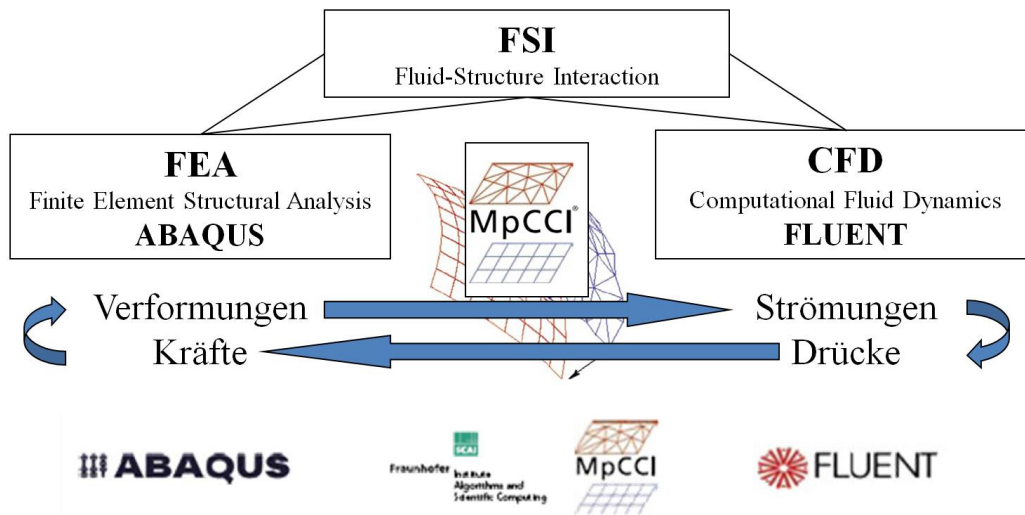 FSI
Fluid-Structure Interaction
FEA
Finite Element Structural Analysis
ABAQUS
MpCCI®
CFD
Computational Fluid Dynamics
FLUENT
Verformungen
Strömungen
Kräfte
Drücke
ABAQUS
SCAI
Fraunhofer
Institute
Algorithms and
Scientific Computing
MpCCI
FLUENT